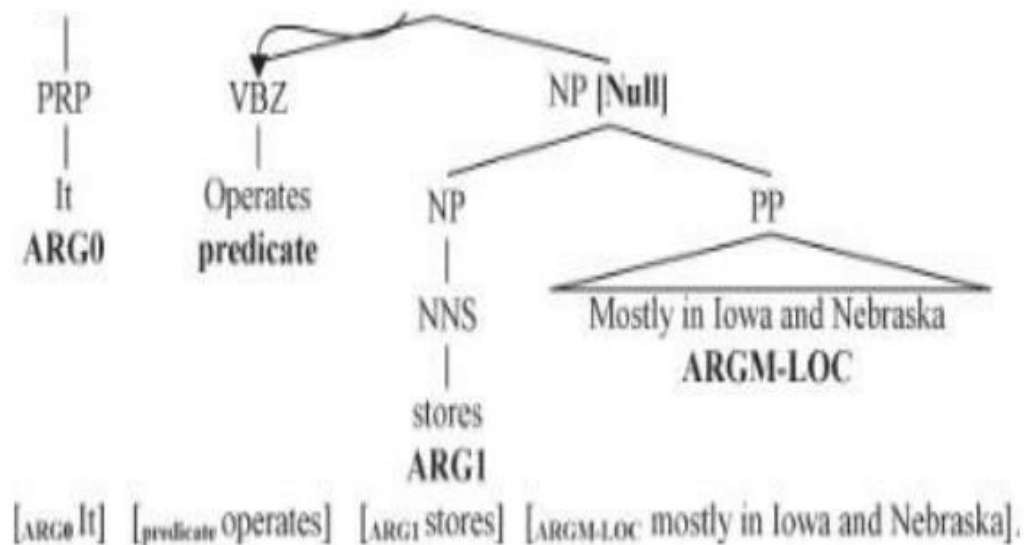 PRP VBZ NP [Null]
It Operates NP PP
ARG0 predicate
NNS Mostly in Iowa and Nebraska
ARGM-LOC
stores
ARG1
[ARG0 It] [predicate operates] [ARG1 stores] [ARGM-LOC mostly in Iowa and Nebraska].